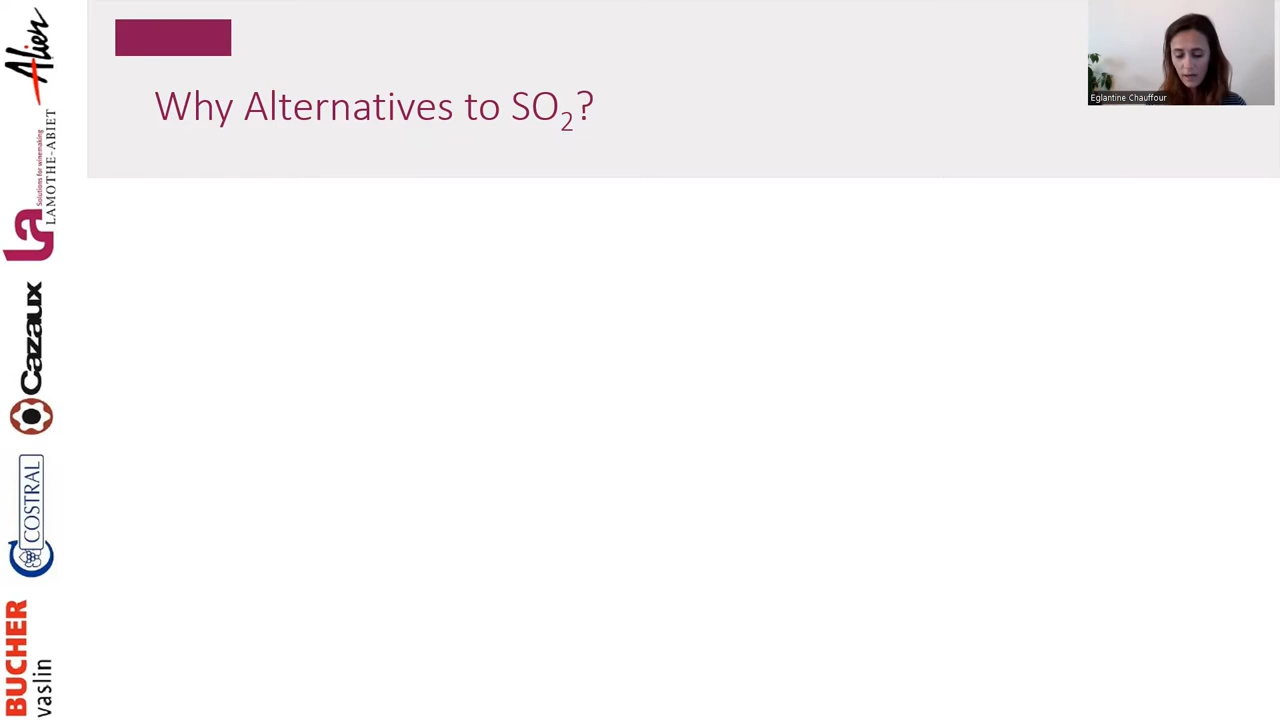 Why Alternatives to SO2?
Eglantine Chauffour
Alien
la
Solutions for winemaking
LAMOTHE-ABIET
Cazaux
COSTRAL
BUCHER
vaslin